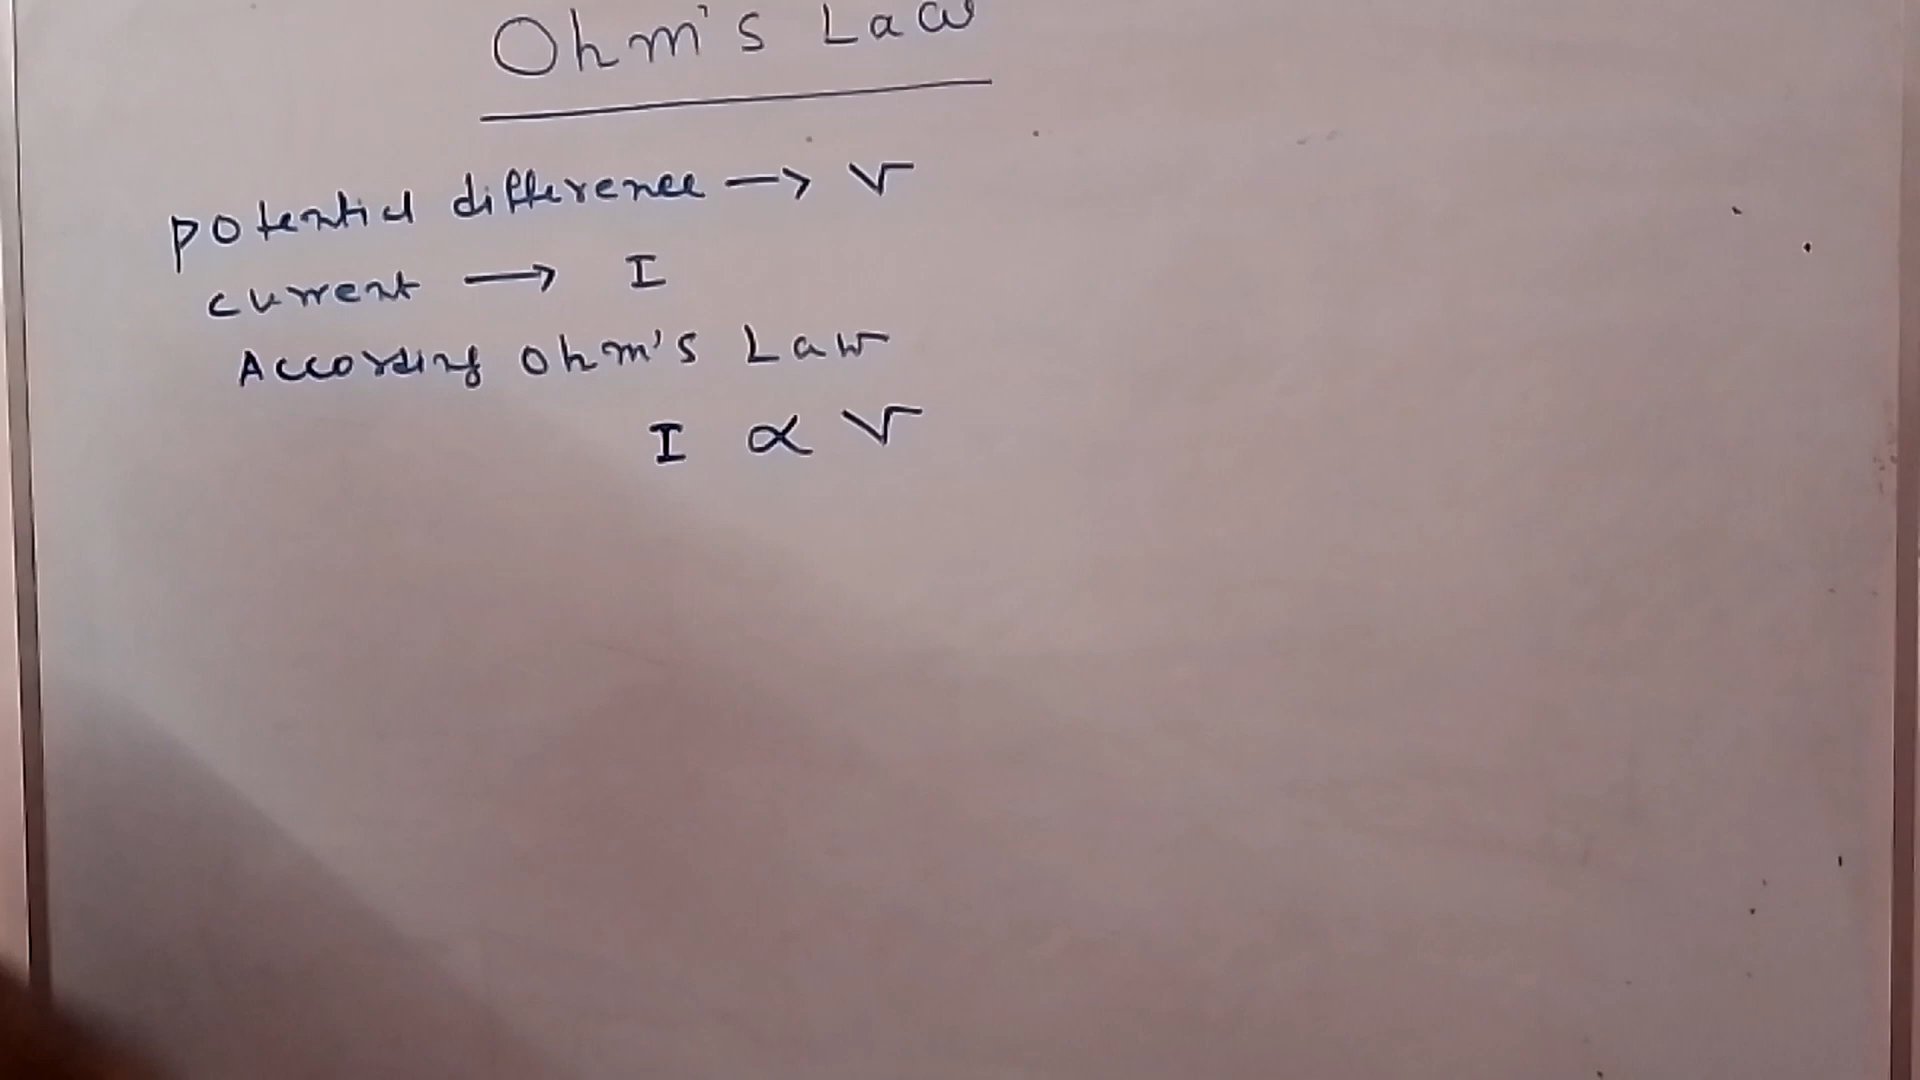 Ohm's Law
potential difference → V
current → I
According Ohm's Law
I ∝ V